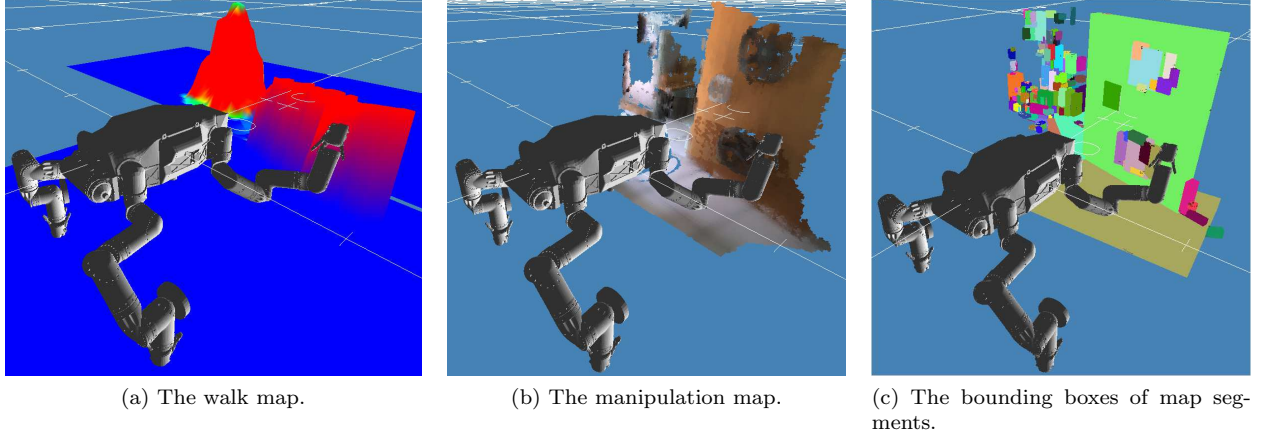 (a) The walk map.
(b) The manipulation map.
(c) The bounding boxes of map seg-
ments.